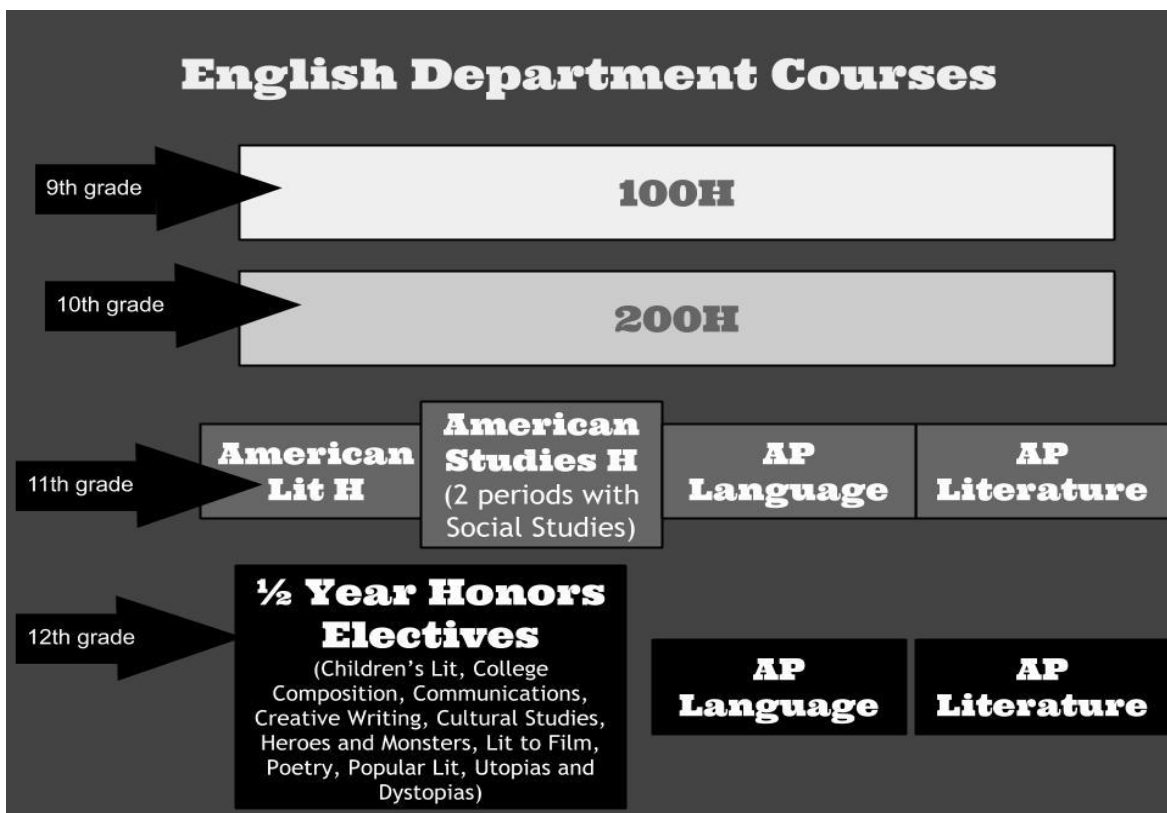 English Department Courses
9th grade
100H
10th grade
200H
11th grade
American
Lit H
American
Studies H
(2 periods with
Social Studies)
AP
Language
AP
Literature
12th grade
½ Year Honors
Electives
(Children's Lit, College
Composition, Communications,
Creative Writing, Cultural Studies,
Heroes and Monsters, Lit to Film,
Poetry, Popular Lit, Utopias and
Dystopias)
AP
Language
AP
Literature